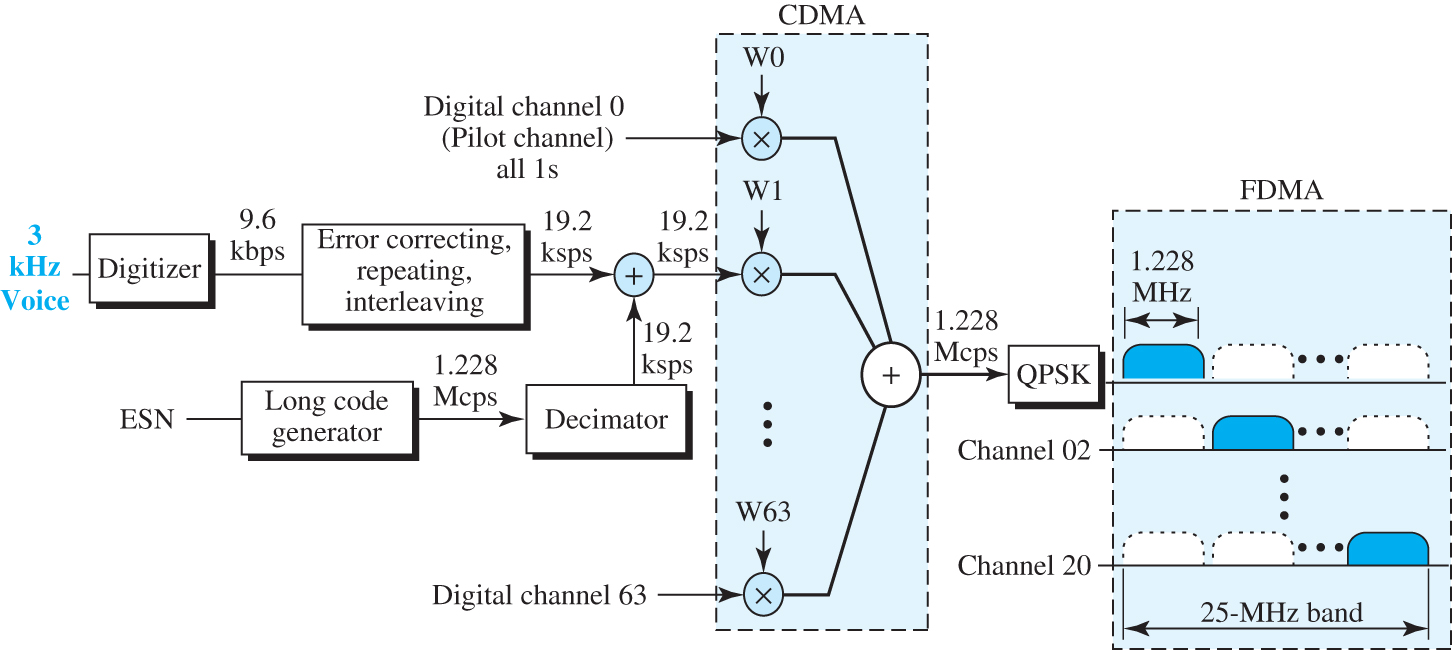 CDMA
W0
Digital channel 0
(Pilot channel)
all 1s
W1
FDMA
3
kHz
Voice
Digitizer
9.6
kbps
Error correcting,
repeating,
interleaving
19.2
ksps
+
19.2
ksps
×
×
1.228
MHz
19.2
ksps
1.228
Mcps
+
QPSK
ESN
Long code
generator
1.228
Mcps
Decimator
Channel 02
W63
Digital channel 63
×
Channel 20
25-MHz band